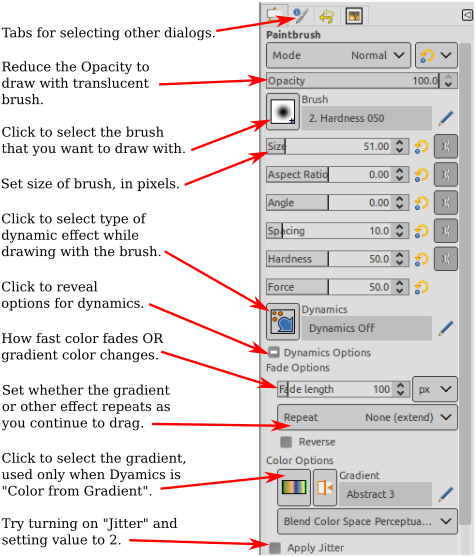 Tabs for selecting other dialogs.
Paintbrush
Mode Normal
Reduce the Opacity to
draw with translucent
brush.
Opacity 100.0
Brush
2. Hardness 050
Click to select the brush
that you want to draw with.
Size 51.00
Set size of brush, in pixels.
Aspect Ratio 0.00
Angle 0.00
Click to select type of
dynamic effect while
drawing with the brush.
Spacing 10.0
Hardness 50.0
Force 50.0
Click to reveal
options for dynamics.
Dynamics
Dynamics Off
How fast color fades OR
gradient color changes.
Dynamics Options
Fade Options
Fade length 100 px
Set whether the gradient
or other effect repeats as
you continue to drag.
Repeat None (extend)
Reverse
Click to select the gradient,
used only when Dyamics is
"Color from Gradient".
Color Options
Gradient
Abstract 3
Blend Color Space Perceptua...
Try turning on "Jitter" and
setting value to 2.
Apply Jitter